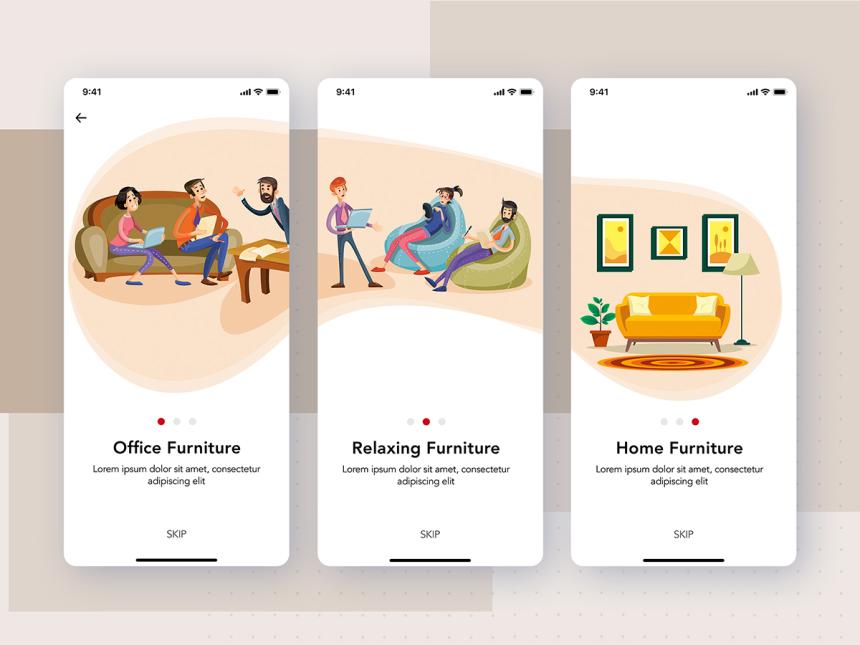 9:41
Office Furniture
Lorem ipsum dolor sit amet, consectetur
adipiscing elit
SKIP
9:41
Relaxing Furniture
Lorem ipsum dolor sit amet, consectetur
adipiscing elit
SKIP
9:41
Home Furniture
Lorem ipsum dolor sit amet, consectetur
adipiscing elit
SKIP